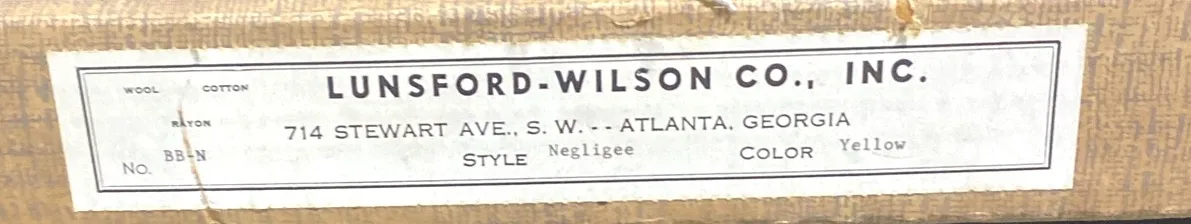 WOOL COTTON LUNSFORD-WILSON CO., INC.
RAYON 714 STEWART AVE., S. W. - - ATLANTA, GEORGIA
No. BB-N STYLE Negligee COLOR Yellow